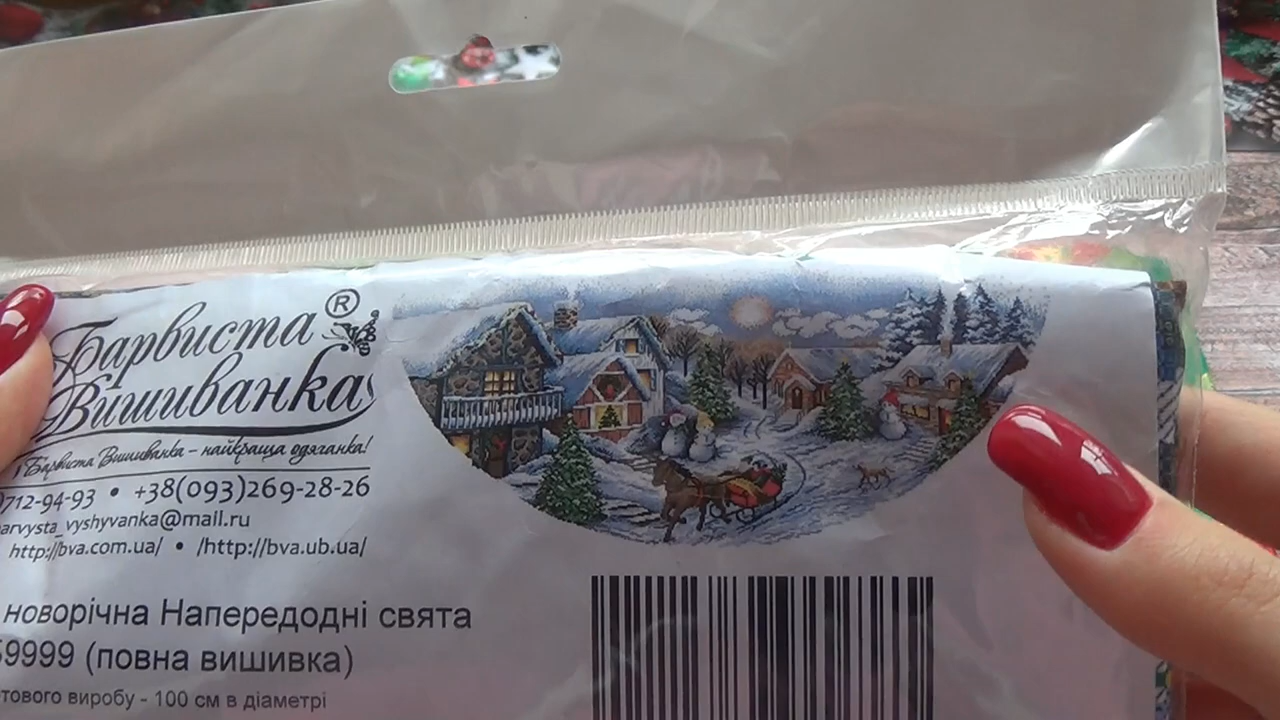 Барвиста ®
Вишиванка
Барвиста Вишиванка – найкраща одяганка!
712-94-93 • +38(093)269-28-26
arvysta_vyshyvanka@mail.ru
http://bva.com.ua/ • /http://bva.ub.ua/
новорічна Напередодні свята
59999 (повна вишивка)
тового виробу - 100 см в діаметрі